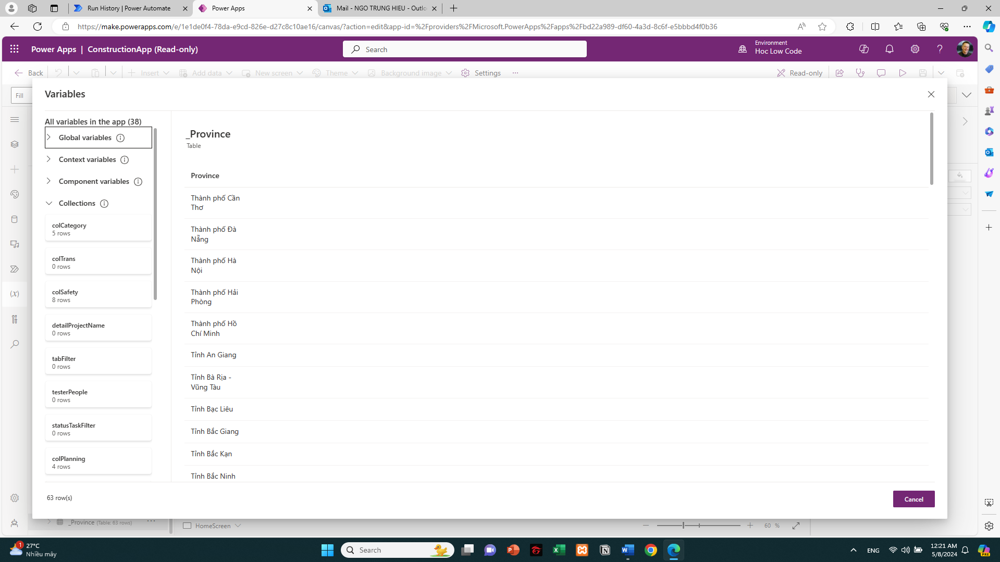 Run History | Power Automate
Power Apps
Mail - NGO TRUNG HIEU - Outlo
https://make.powerapps.com/e/1e1de0f4-78da-e9cd-826e-d27c8c10ae16/canvas/?action=edit&app-id=%2Fproviders%2FMicrosoft.PowerApps%2Fapps%2Fbd22a989-df60-4a3d-8c6f-e5bbbd4f0b36
Power Apps | ConstructionApp (Read-only)
Search
Environment
Hoc Low Code
Back
Insert
Add data
New screen
Theme
Background image
Settings
Read-only
Fill
Variables
All variables in the app (38)
Global variables
Context variables
Component variables
Collections
colCategory
5 rows
colTrans
0 rows
colSafety
8 rows
detailProjectName
0 rows
tabFilter
0 rows
testerPeople
0 rows
statusTaskFilter
0 rows
colPlanning
4 rows
_Province
Table
Province
Thành phố Cần
Thơ
Thành phố Đà
Nẵng
Thành phố Hà
Nội
Thành phố Hải
Phòng
Thành phố Hồ
Chí Minh
Tỉnh An Giang
Tỉnh Bà Rịa -
Vũng Tàu
Tỉnh Bạc Liêu
Tỉnh Bắc Giang
Tỉnh Bắc Kạn
Tỉnh Bắc Ninh
63 row(s)
Cancel
_Province (Table: 63 rows)
HomeScreen
60 %
1
27°C
Nhiều mây
Search
ENG
12:21 AM
5/8/2024
PRE